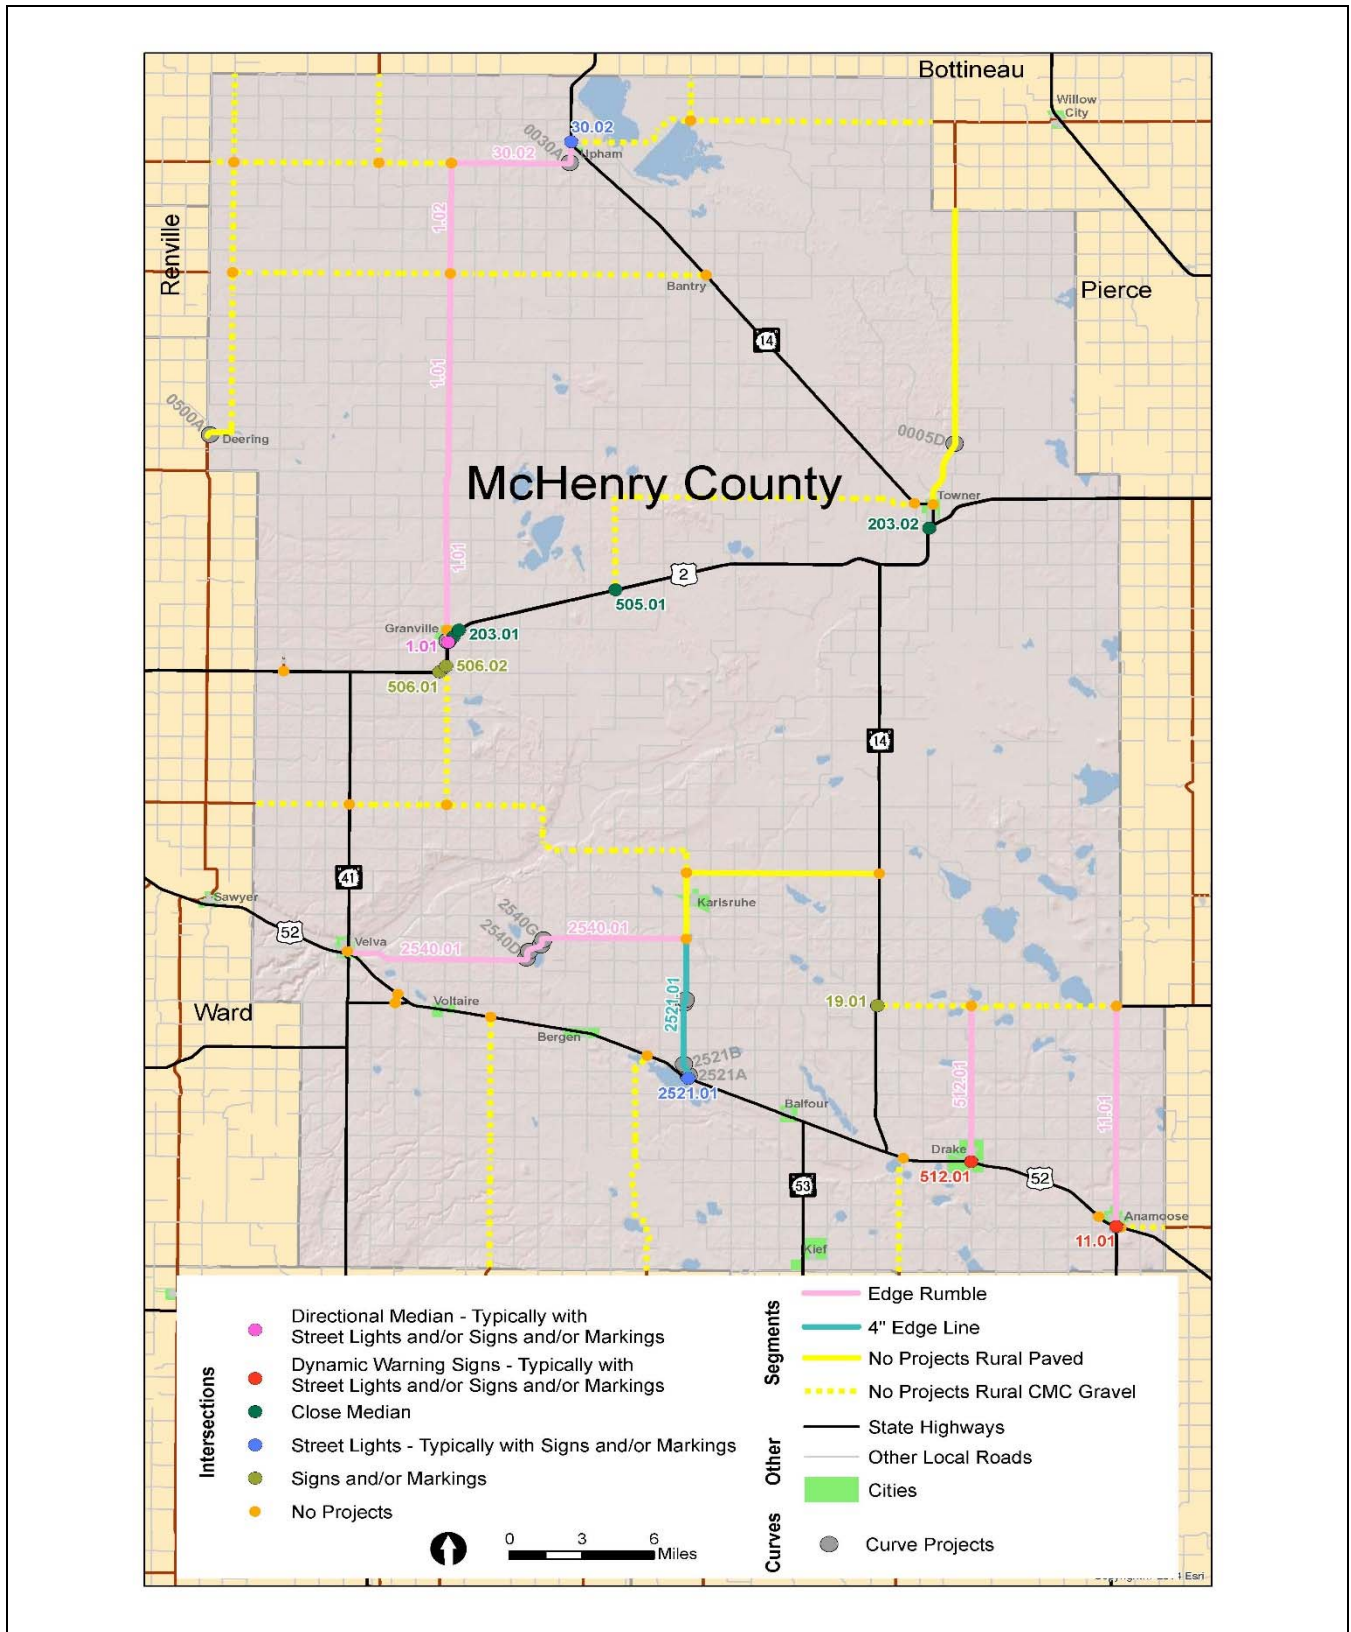 Bottineau
Willow
City
30.02
0030A
Upham
30.02
Renville
1.02
Bantry
Pierce
14
1.01
0500A
Deering
0005D
McHenry County
Towner
203.02
1.01
2
505.01
Granville
203.01
1.01
506.02
506.01
14
41
Sawyer
Karlsruhe
52
2540G
2540D
2540.01
Velva
2540.01
Ward
Voltaire
2521.01
19.01
Bergen
2521B
2521A
2521.01
Balfour
512.01
11.01
Drake
512.01
52
53
Anamoose
11.01
Kief
Intersections
Directional Median - Typically with
Street Lights and/or Signs and/or Markings
Dynamic Warning Signs - Typically with
Street Lights and/or Signs and/or Markings
Close Median
Street Lights - Typically with Signs and/or Markings
Signs and/or Markings
No Projects
0 3 6
Miles
Segments
Edge Rumble
4" Edge Line
No Projects Rural Paved
No Projects Rural CMC Gravel
Other
State Highways
Other Local Roads
Cities
Curves
Curve Projects
Esri